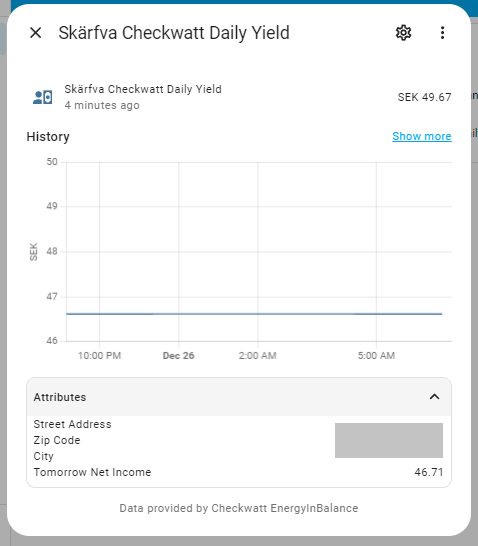 Skärfva Checkwatt Daily Yield
Skärfva Checkwatt Daily Yield
4 minutes ago
SEK 49.67
History
Show more
50
49
48
47
46
SEK
10:00 PM
Dec 26
2:00 AM
5:00 AM
Attributes
Street Address
Zip Code
City
Tomorrow Net Income
46.71
Data provided by Checkwatt EnergyInBalance